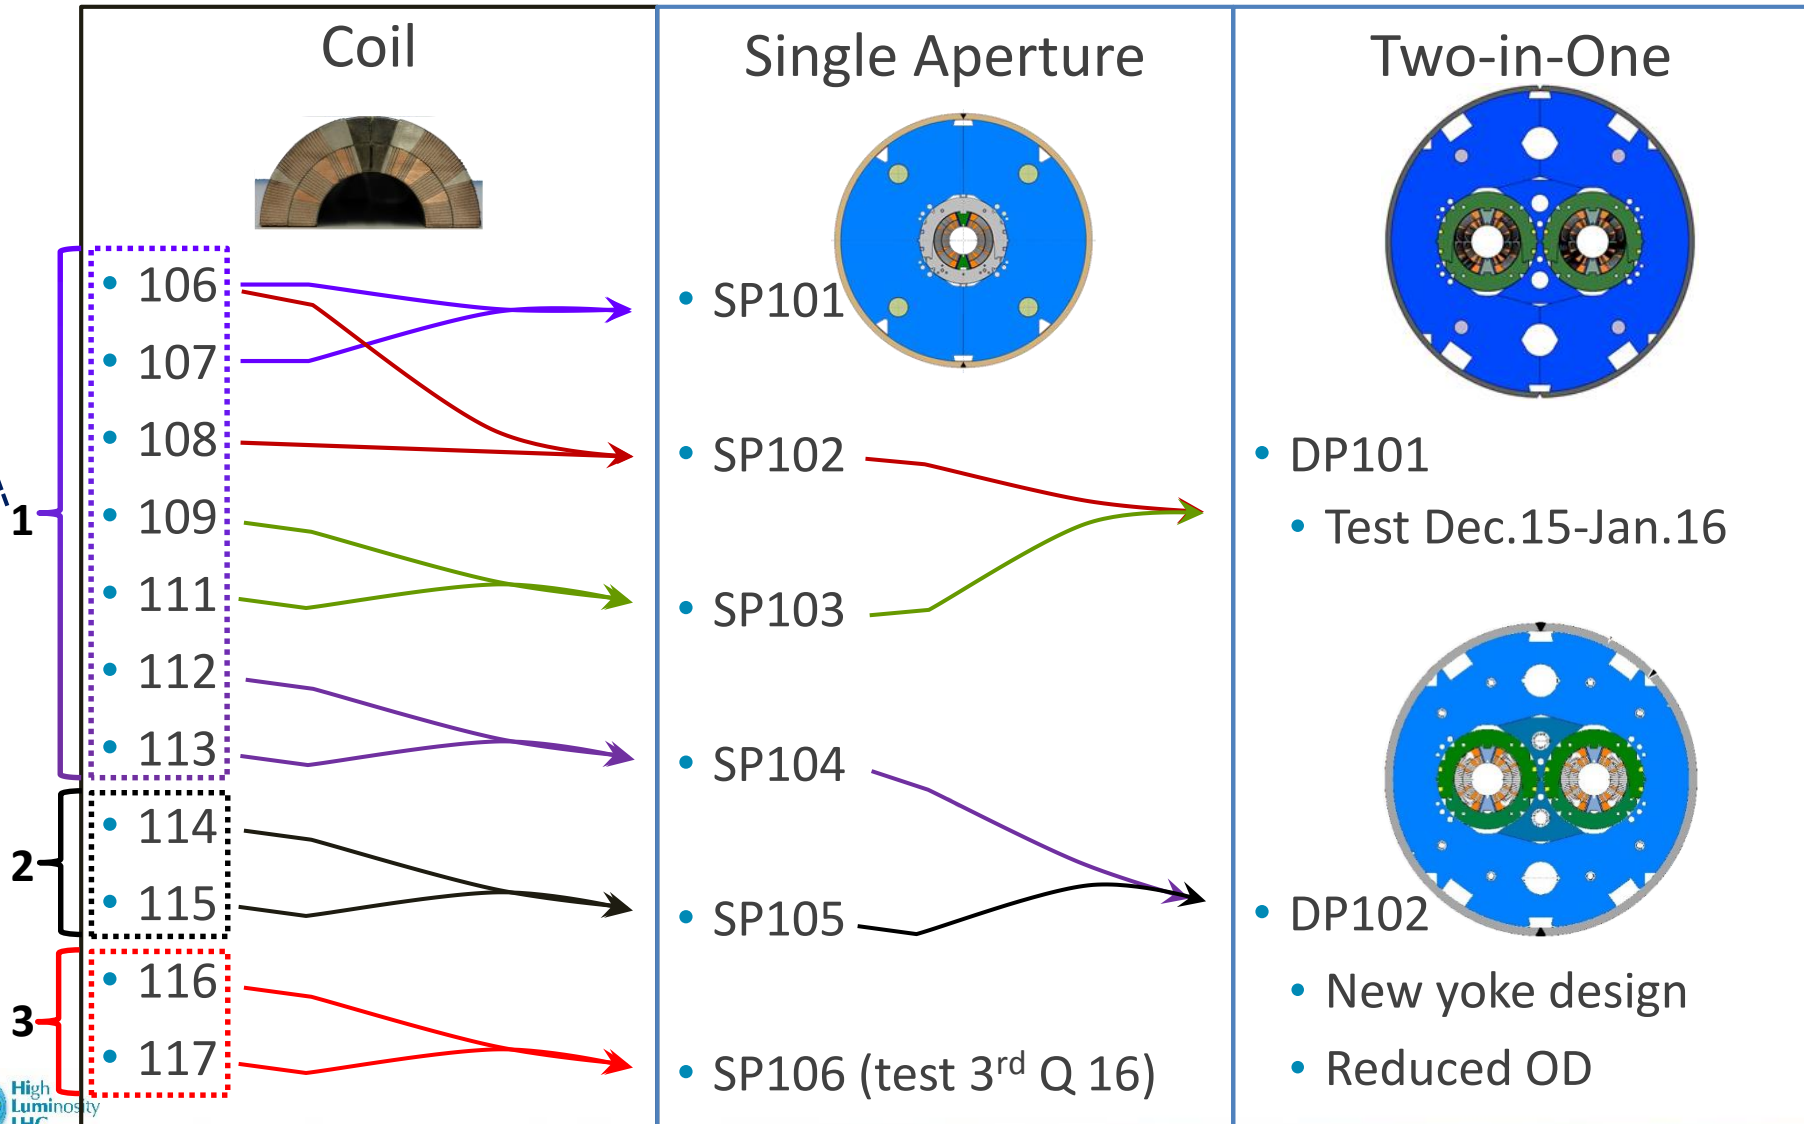 Coil
Single Aperture
Two-in-One
1
2
3
• 106
• 107
• 108
• 109
• 111
• 112
• 113
• 114
• 115
• 116
• 117
• SP101
• SP102
• SP103
• SP104
• SP105
• SP106 (test 3rd Q 16)
• DP101
• Test Dec.15-Jan.16
• DP102
• New yoke design
• Reduced OD
High
Luminosity
LHC